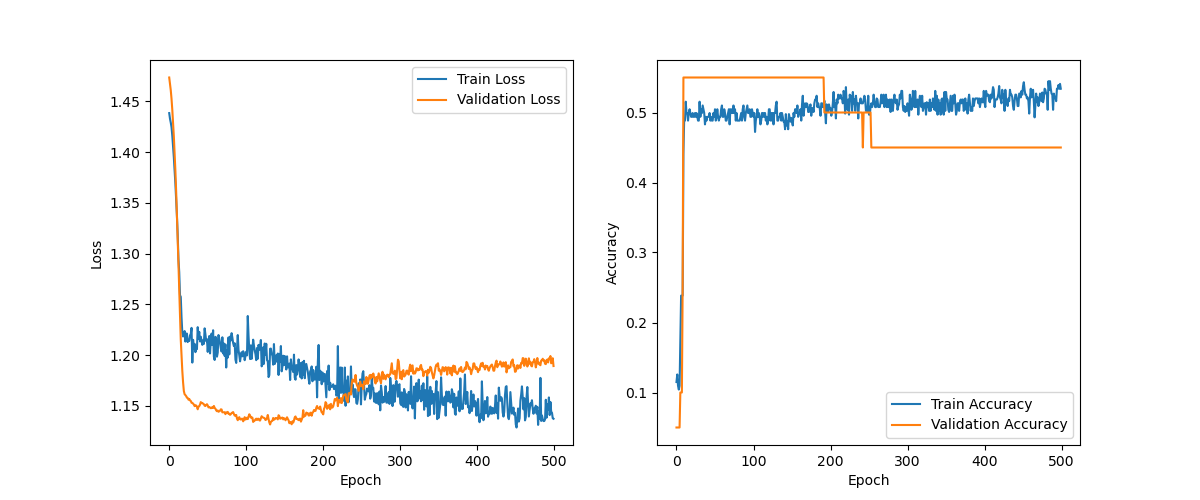 Train Loss
Validation Loss
1.45
1.40
1.35
1.30
1.25
1.20
1.15
Loss
0 100 200 300 400 500
Epoch
0.5
0.4
0.3
0.2
0.1
Accuracy
Train Accuracy
Validation Accuracy
0 100 200 300 400 500
Epoch